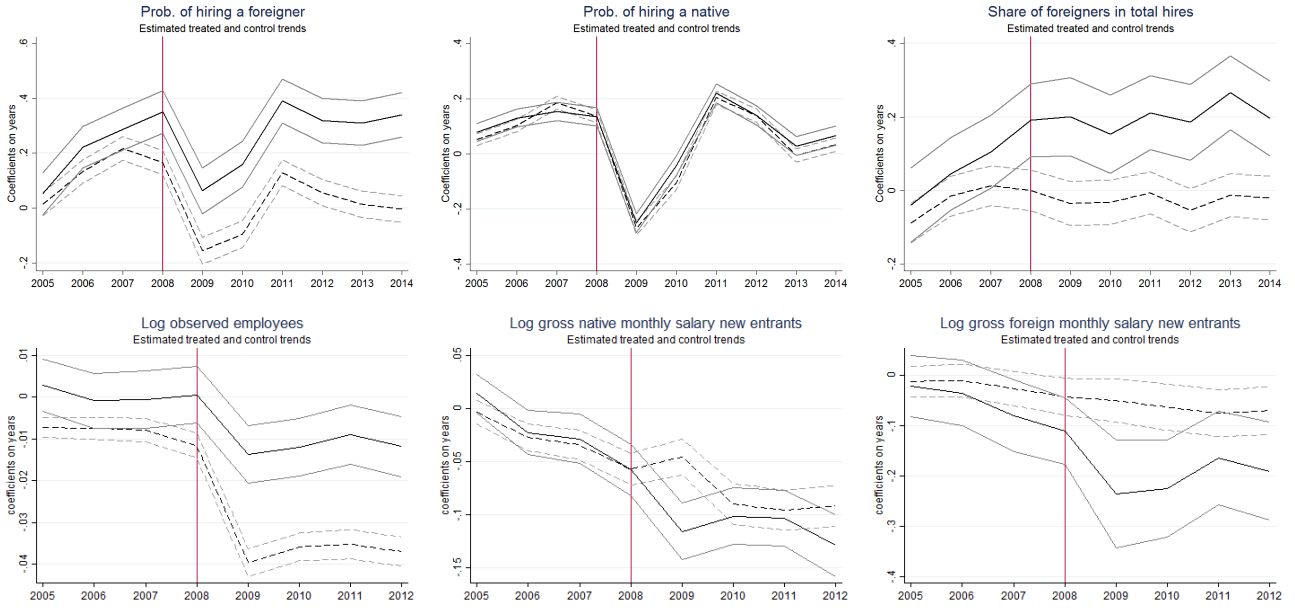 Prob. of hiring a foreigner
Estimated treated and control trends
Coefficients on years
.6
.4
.2
0
-.2
2005 2006 2007 2008 2009 2010 2011 2012 2013 2014
Prob. of hiring a native
Estimated treated and control trends
.4
.2
0
-.2
-.4
2005 2006 2007 2008 2009 2010 2011 2012 2013 2014
Share of foreigners in total hires
Estimated treated and control trends
Coefficients on years
.4
.2
0
-.2
2005 2006 2007 2008 2009 2010 2011 2012 2013 2014
Log observed employees
Estimated treated and control trends
coefficients on years
.01
0
-.01
-.02
-.03
-.04
2005 2006 2007 2008 2009 2010 2011 2012
Log gross native monthly salary new entrants
Estimated treated and control trends
coefficients on years
.05
0
-.05
-.1
-.15
2005 2006 2007 2008 2009 2010 2011 2012
Log gross foreign monthly salary new entrants
Estimated treated and control trends
coefficients on years
0
-.1
-.2
-.3
-.4
2005 2006 2007 2008 2009 2010 2011 2012